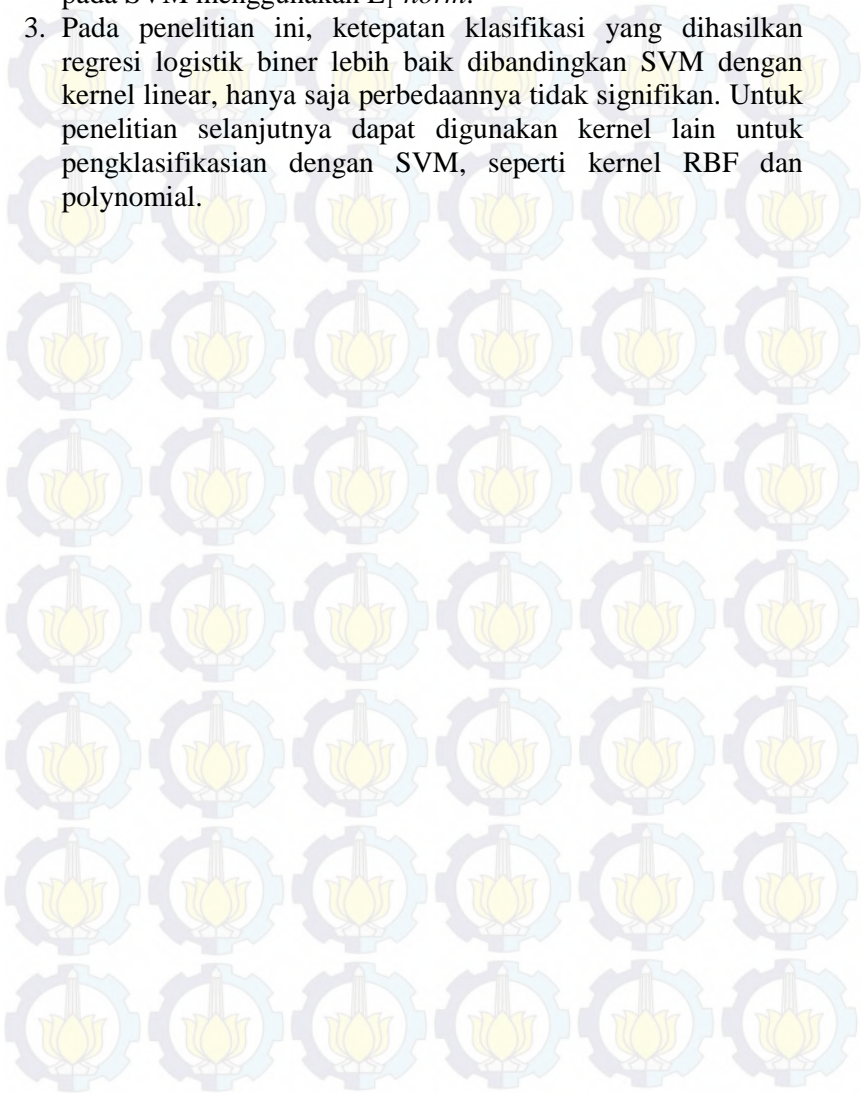 pada SVM menggunakan L₁ norm.
3. Pada penelitian ini, ketepatan klasifikasi yang dihasilkan
regresi logistik biner lebih baik dibandingkan SVM dengan
kernel linear, hanya saja perbedaannya tidak signifikan. Untuk
penelitian selanjutnya dapat digunakan kernel lain untuk
pengklasifikasian dengan SVM, seperti kernel RBF dan
polynomial.